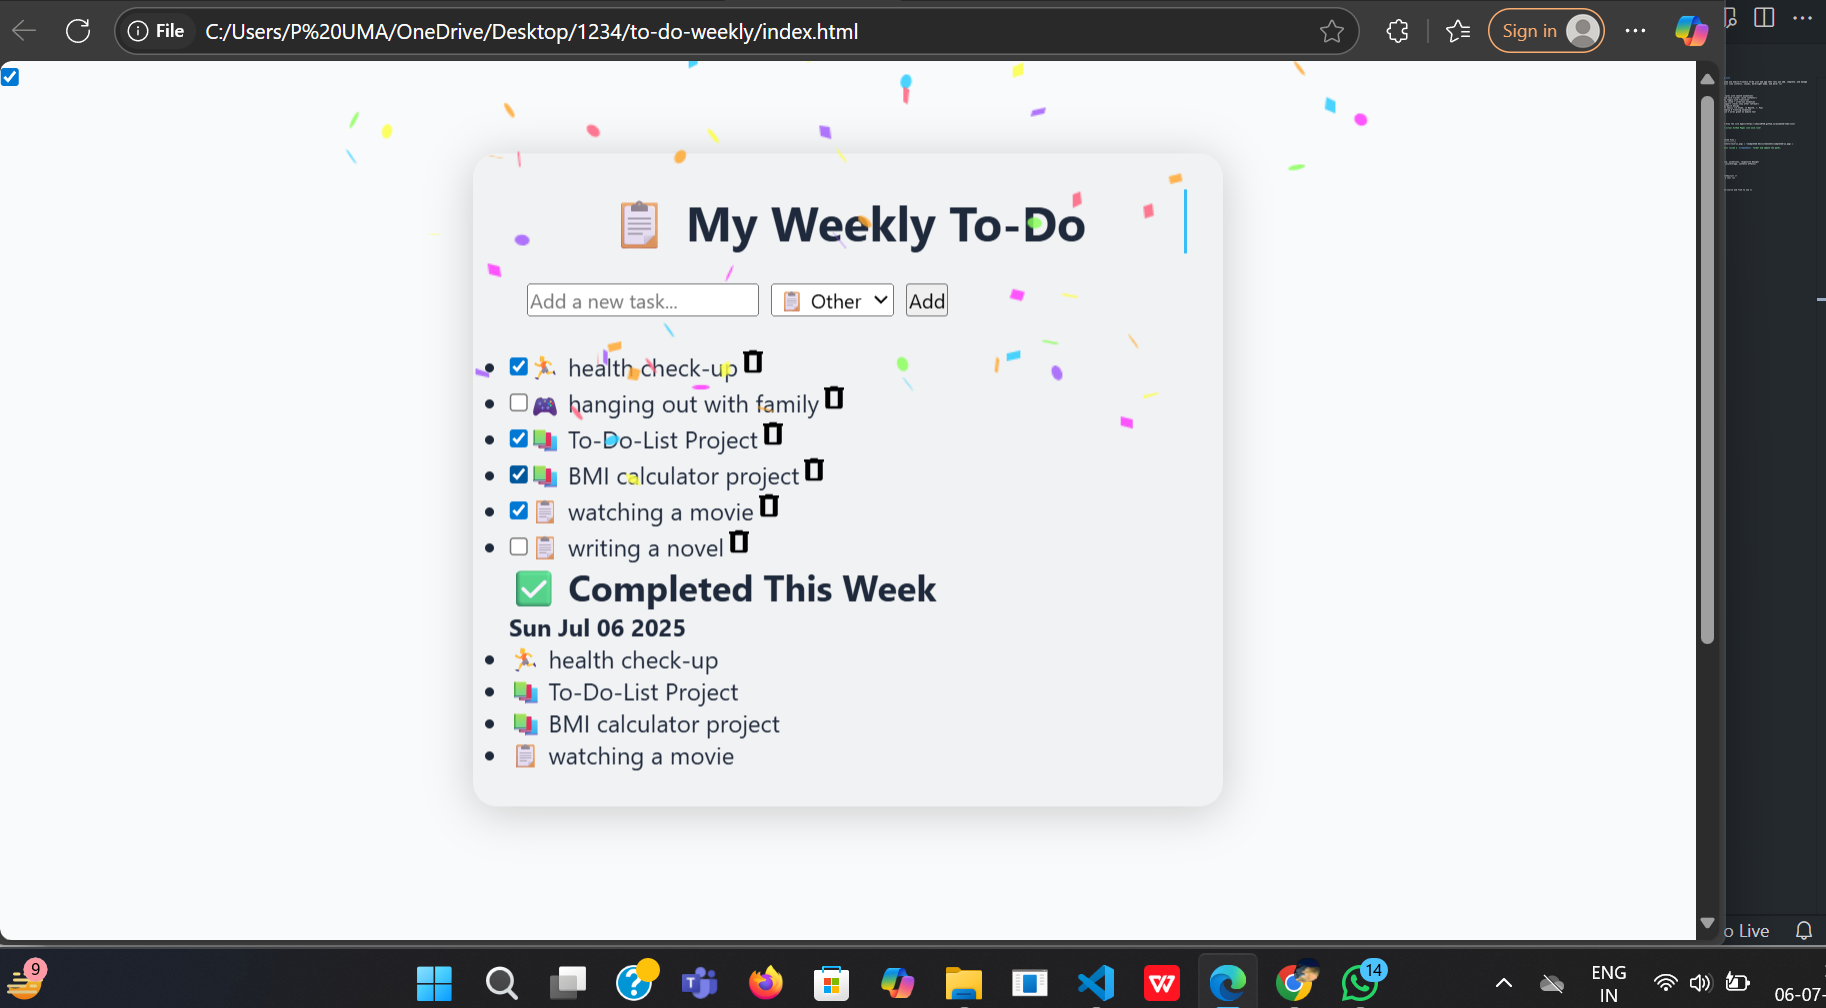 File C:/Users/P%20UMA/OneDrive/Desktop/1234/to-do-weekly/index.html
Sign in
My Weekly To-Do
Add a new task...
Other
Add
health check-up
hanging out with family
To-Do-List Project
BMI calculator project
watching a movie
writing a novel
Completed This Week
Sun Jul 06 2025
health check-up
To-Do-List Project
BMI calculator project
watching a movie
o Live
9
14
ENG
IN
06-07-